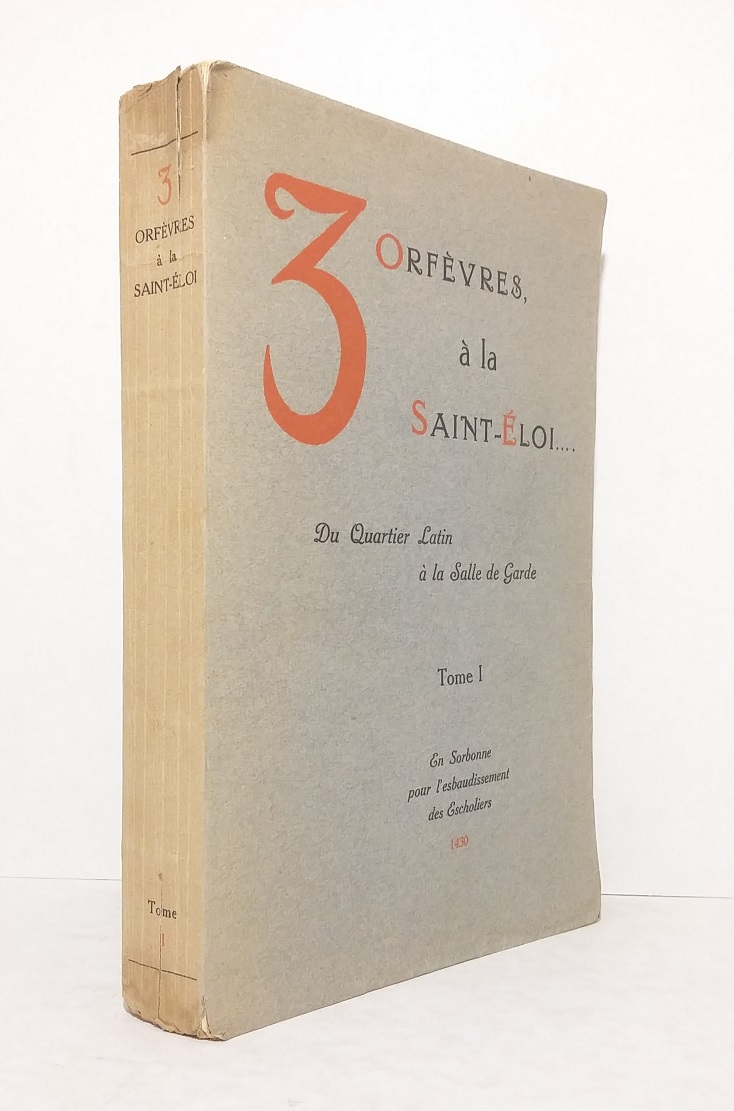 3
ORFÈVRES
à la
SAINT-ÉLOI
Tome
I
3 ORFÈVRES,
à la
SAINT-ÉLOI....
Du Quartier Latin
à la Salle de Garde
Tome I
En Sorbonne
pour l'esbaudissement
des Escholiers
1430